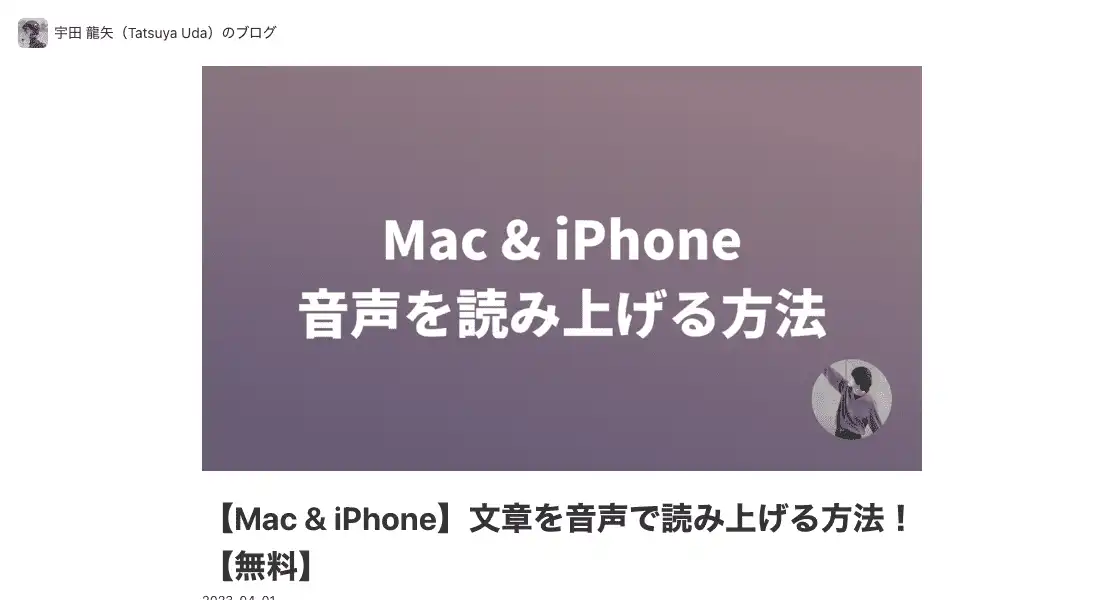 宇田 龍矢（Tatsuya Uda）のブログ
Mac & iPhone
音声を読み上げる方法
【Mac & iPhone】文章を音声で読み上げる方法！
【無料】